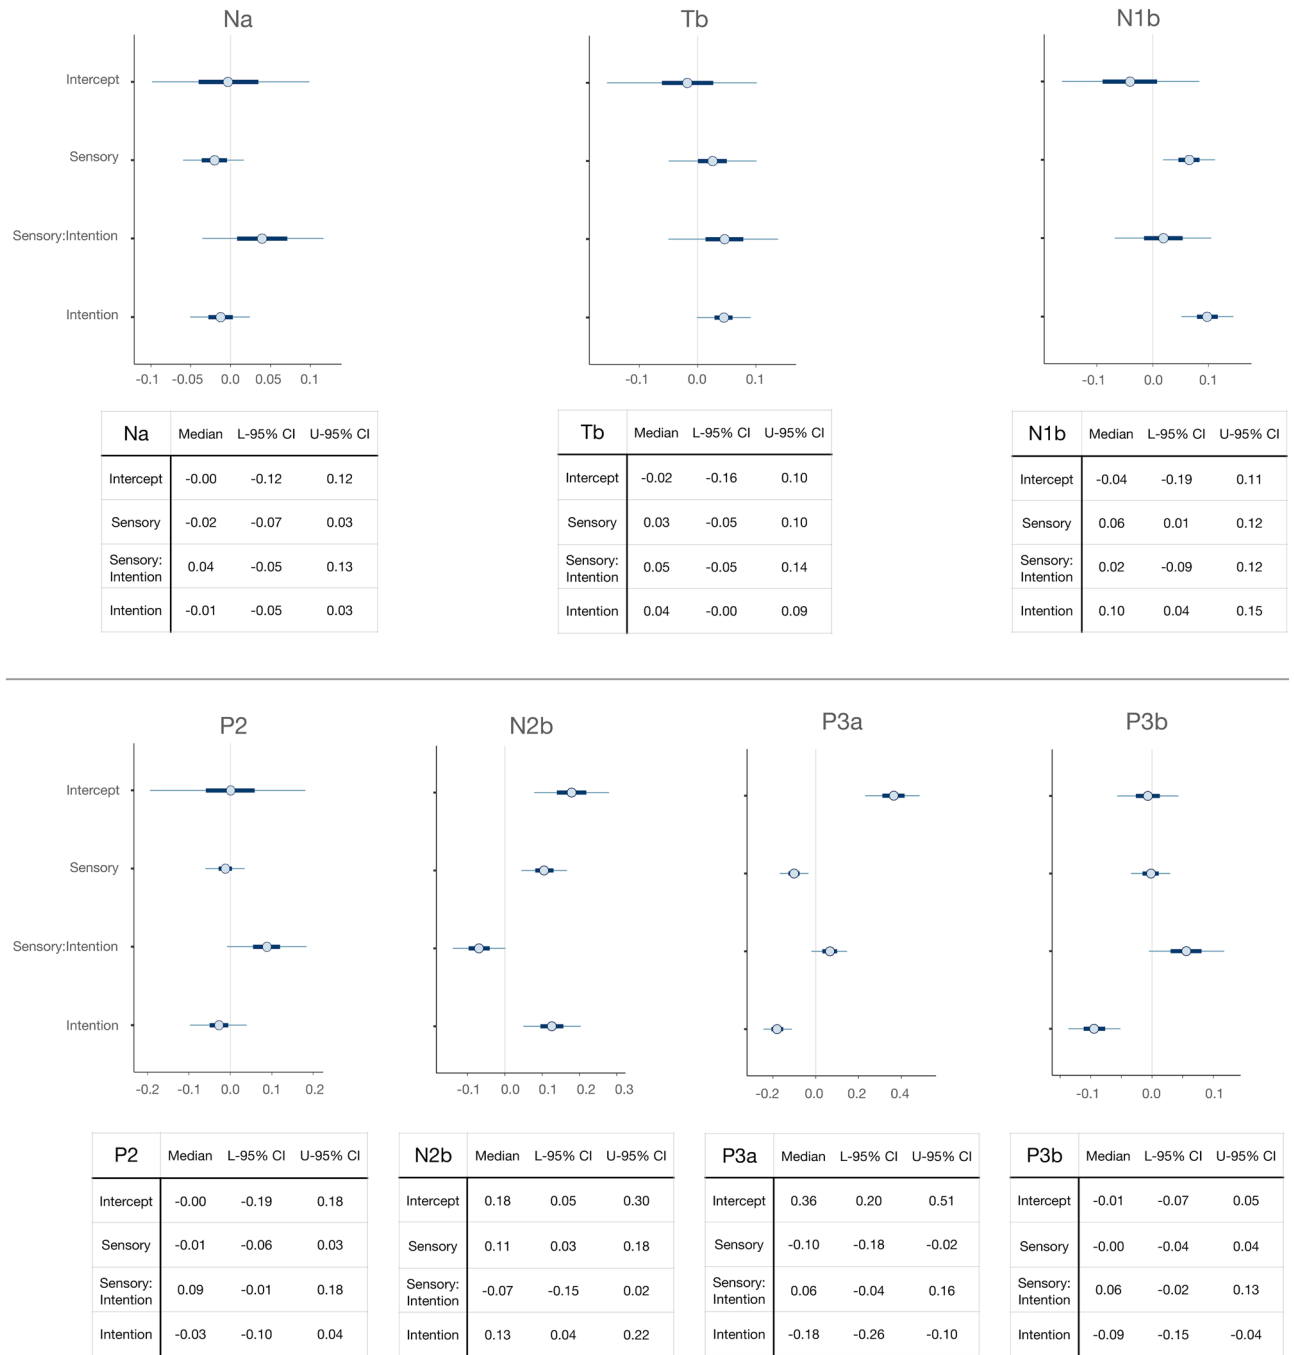 Na
Tb
N1b
Intercept
Sensory
Sensory:Intention
Intention
-0.1 -0.05 0.0 0.05 0.1
-0.1 0.0 0.1
-0.1 0.0 0.1
Na Median L-95% CI U-95% CI
Intercept -0.00 -0.12 0.12
Sensory -0.02 -0.07 0.03
Sensory:
Intention 0.04 -0.05 0.13
Intention -0.01 -0.05 0.03
Tb Median L-95% CI U-95% CI
Intercept -0.02 -0.16 0.10
Sensory 0.03 -0.05 0.10
Sensory:
Intention 0.05 -0.05 0.14
Intention 0.04 -0.00 0.09
N1b Median L-95% CI U-95% CI
Intercept -0.04 -0.19 0.11
Sensory 0.06 0.01 0.12
Sensory:
Intention 0.02 -0.09 0.12
Intention 0.10 0.04 0.15
P2
N2b
P3a
P3b
Intercept
Sensory
Sensory:Intention
Intention
-0.2 -0.1 0.0 0.1 0.2
-0.1 0.0 0.1 0.2 0.3
-0.2 0.0 0.2 0.4
-0.1 0.0 0.1
P2 Median L-95% CI U-95% CI
Intercept -0.00 -0.19 0.18
Sensory -0.01 -0.06 0.03
Sensory:
Intention 0.09 -0.01 0.18
Intention -0.03 -0.10 0.04
N2b Median L-95% CI U-95% CI
Intercept 0.18 0.05 0.30
Sensory 0.11 0.03 0.18
Sensory:
Intention -0.07 -0.15 0.02
Intention 0.13 0.04 0.22
P3a Median L-95% CI U-95% CI
Intercept 0.36 0.20 0.51
Sensory -0.10 -0.18 -0.02
Sensory:
Intention 0.06 -0.04 0.16
Intention -0.18 -0.26 -0.10
P3b Median L-95% CI U-95% CI
Intercept -0.01 -0.07 0.05
Sensory -0.00 -0.04 0.04
Sensory:
Intention 0.06 -0.02 0.13
Intention -0.09 -0.15 -0.04